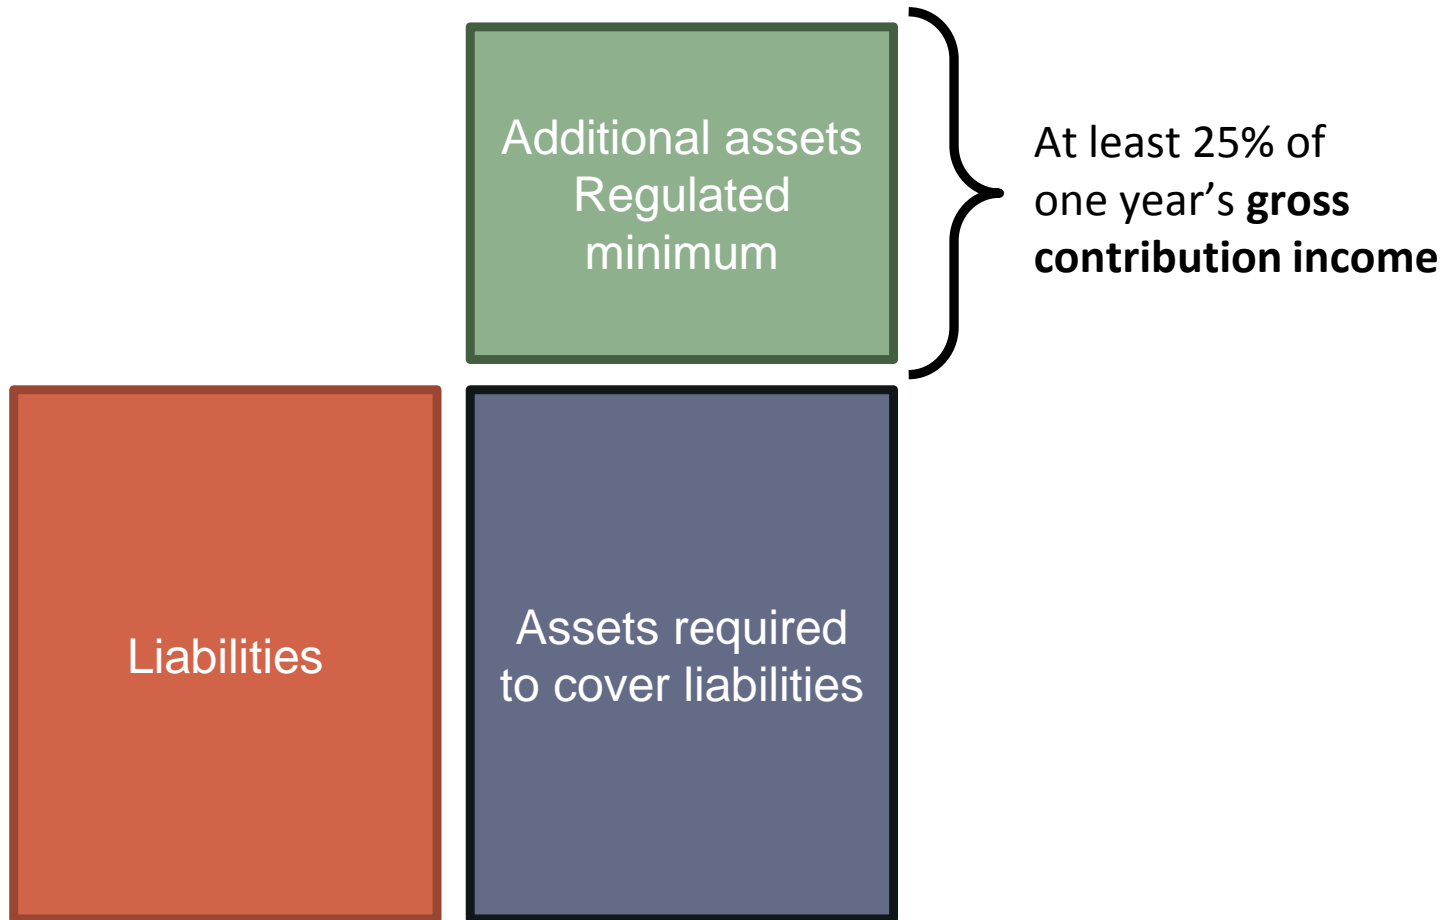 Additional assets
Regulated
minimum
At least 25% of
one year’s gross
contribution income
Liabilities
Assets required
to cover liabilities